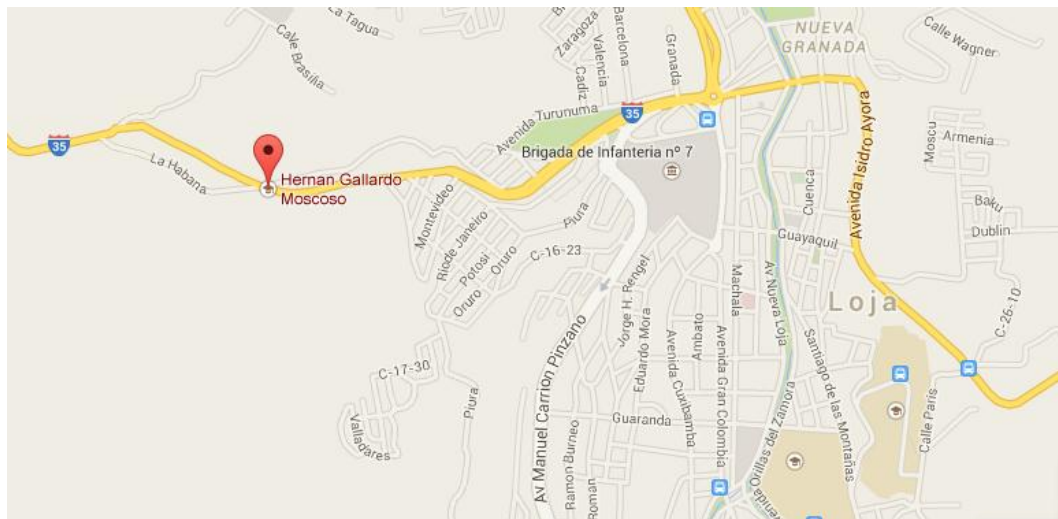 La Tagua
Calve Brasiña
Zaragoza
Barcelona
Valencia
Cadiz
Granada
NUEVA
GRANADA
Calle Wagner
35
Avenida Turunuma
35
Brigada de Infanteria nº 7
La Habana
Hernan Gallardo
Moscoso
Moscu
Armenia
Baku
Dublin
Avenida Isidro Ayora
Cuenca
Guayaquil
Montevideo
Riode Janeiro
Potosi
Oruro
Oruro
Piura
C-16-23
Jorge H. Rengel
Eduardo Mora
Machala
Av Nueva Loja
Loja
C-26-10
Av Manuel Carrion Pinzano
Ambato
Avenida Cuxibamba
Avenida Gran Colombia
Santiago de las Montañas
C-17-30
Piura
Valladares
Guaranda
Ramon Burneo
Roman
Avenida Orillas del Zamora
Calle Paris